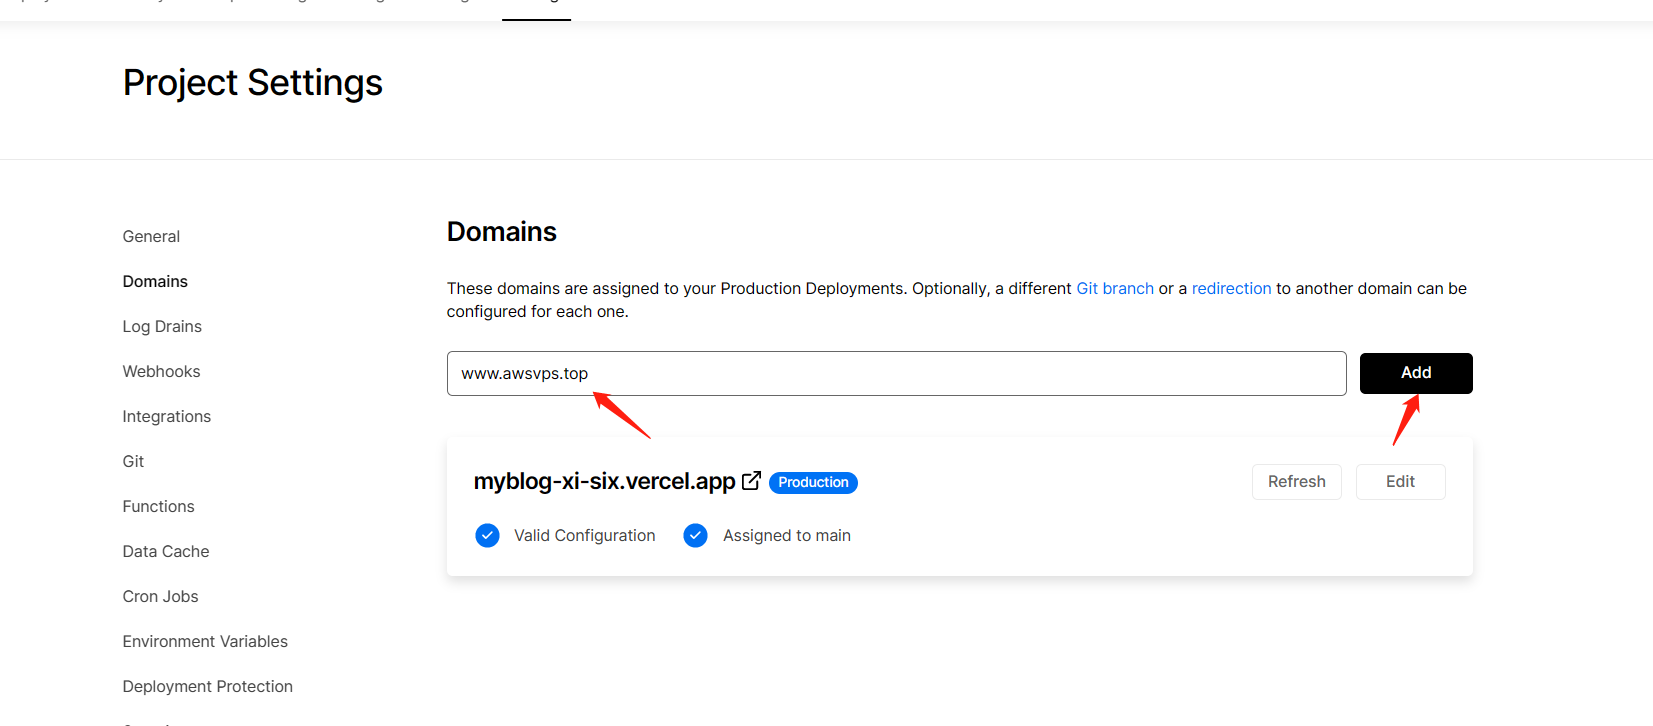 Project Settings
General
Domains
Log Drains
Webhooks
Integrations
Git
Functions
Data Cache
Cron Jobs
Environment Variables
Deployment Protection
Domains
These domains are assigned to your Production Deployments. Optionally, a different Git branch or a redirection to another domain can be
configured for each one.
www.awsvps.top
Add
myblog-xi-six.vercel.app
Production
Refresh
Edit
Valid Configuration
Assigned to main